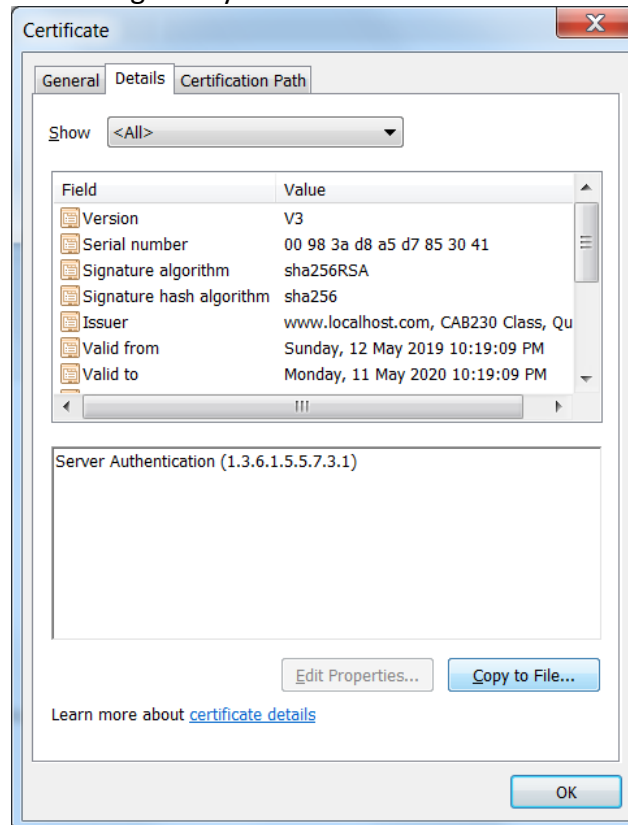 Certificate
X
General Details Certification Path
Show <All>
Field Value
Version V3
Serial number 00 98 3a d8 a5 d7 85 30 41
Signature algorithm sha256RSA
Signature hash algorithm sha256
Issuer www.localhost.com, CAB230 Class, Qu
Valid from Sunday, 12 May 2019 10:19:09 PM
Valid to Monday, 11 May 2020 10:19:09 PM
Server Authentication (1.3.6.1.5.5.7.3.1)
Edit Properties... Copy to File...
Learn more about certificate details
OK